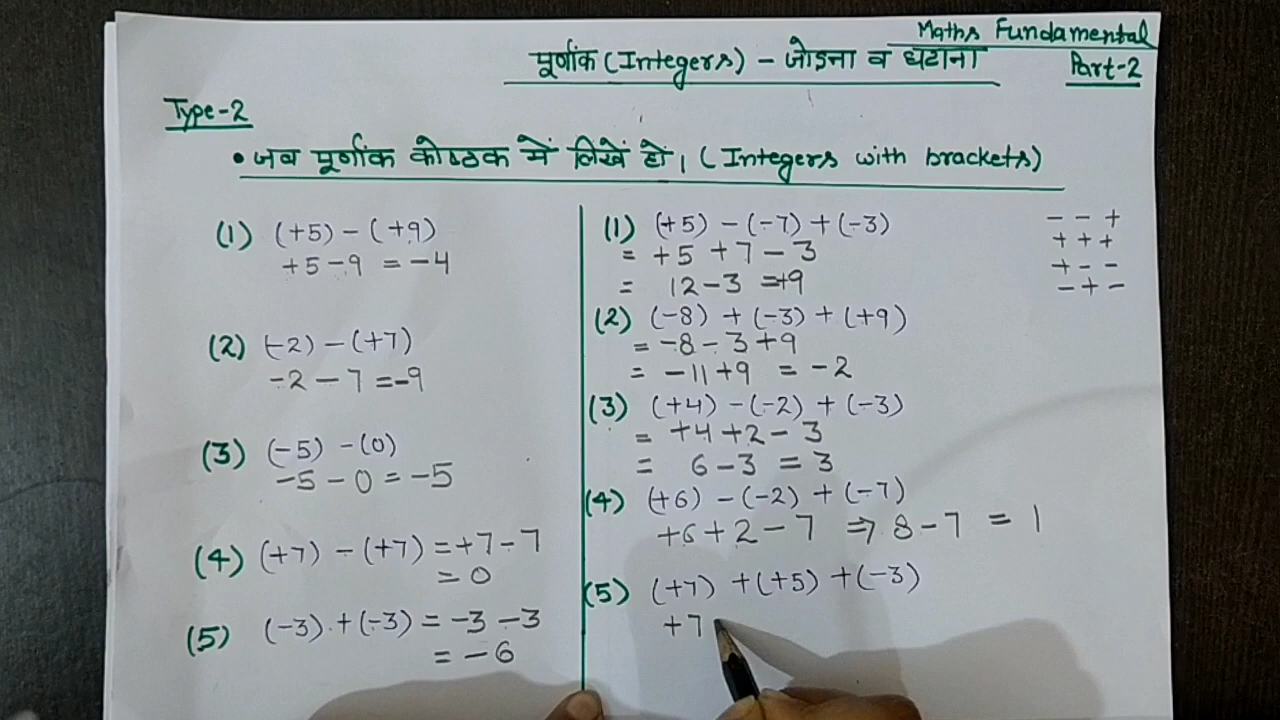 Maths Fundamental
पूर्णांक (Integers) - जोड़ना व घटाना
Part-2
Type-2
• जब पूर्णांक कोष्ठक में लिखें हो। (Integers with brackets)
(1) (+5) - (+9)
+5 - 9 = -4
(2) (-2) - (+7)
-2 - 7 = -9
(3) (-5) - (0)
-5 - 0 = -5
(4) (+7) - (+7) = +7 - 7
= 0
(5) (-3) + (-3) = -3 - 3
= -6
(1) (+5) - (-7) + (-3)
= +5 + 7 - 3
= 12 - 3 = +9
(2) (-8) + (-3) + (+9)
= -8 - 3 + 9
= -11 + 9 = -2
(3) (+4) - (-2) + (-3)
= +4 + 2 - 3
= 6 - 3 = 3
(4) (+6) - (-2) + (-7)
+6 + 2 - 7 ⇒ 8 - 7 = 1
(5) (+7) + (+5) + (-3)
+7
- - +
+ + +
+ - -
- + -